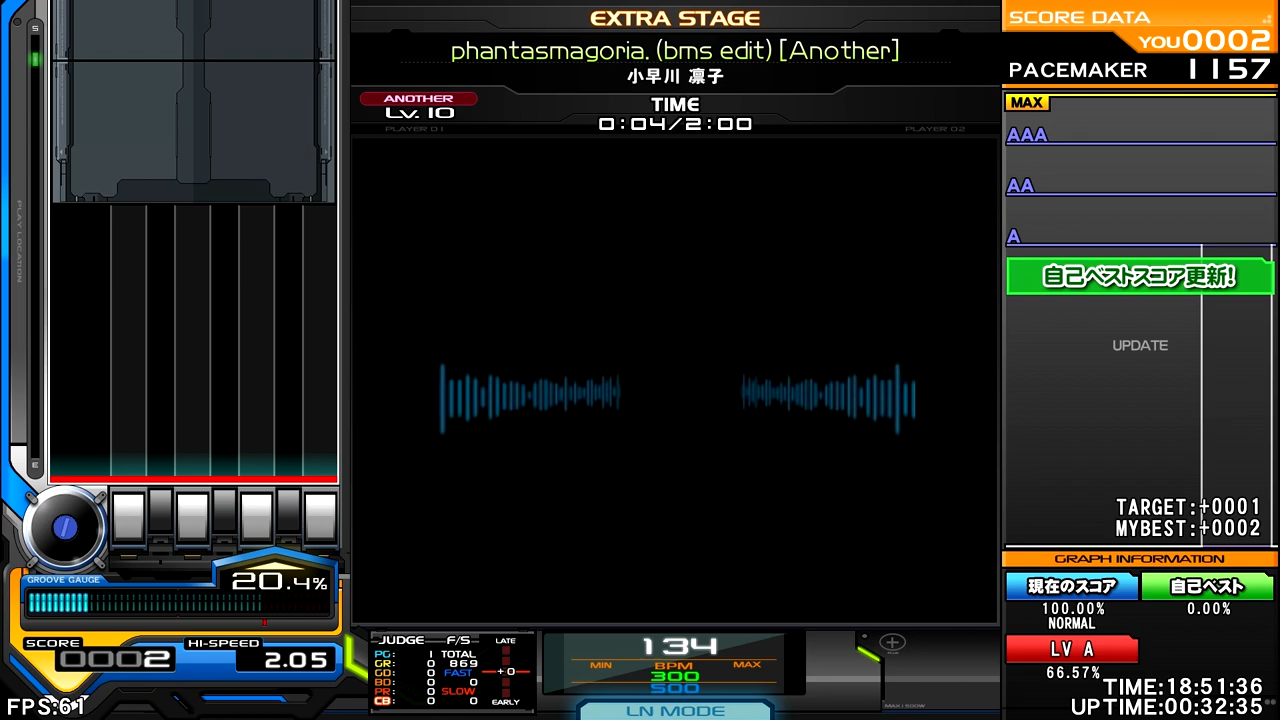 EXTRA STAGE
phantasmagoria. (bms edit) [Another]
小早川 凛子
ANOTHER
LV. 10
TIME
0:04/2:00
PLAYER 01
PLAYER 02
SCORE DATA
YOU 0002
PACEMAKER 1157
MAX
AAA
AA
A
自己ベストスコア更新!
UPDATE
TARGET:+0001
MYBEST:+0002
GRAPH INFORMATION
現在のスコア
自己ベスト
100.00%
0.00%
NORMAL
LV A
66.57%
TIME:18:51:36
UP TIME:00:32:35
S
PLAY LOCATION
E
GROOVE GAUGE
20.4%
SCORE
0002
HI-SPEED
2.05
FPS:61
JUDGE F/S LATE
PG: 1 TOTAL
GR: 0 869
GD: 0 FAST
BD: 0 0
PR: 0 SLOW
CB: 0 0
+0
EARLY
134
MIN BPM MAX
300
500
LN MODE